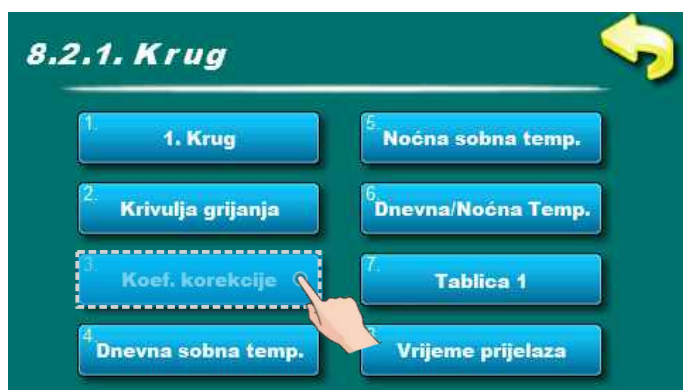 8.2.1. Krug
1. 1. Krug
2. Krivulja grijanja
3. Koef. korekcije
4. Dnevna sobna temp.
5. Noćna sobna temp.
6. Dnevna/Noćna Temp.
7. Tablica 1
Vrijeme prijelaza